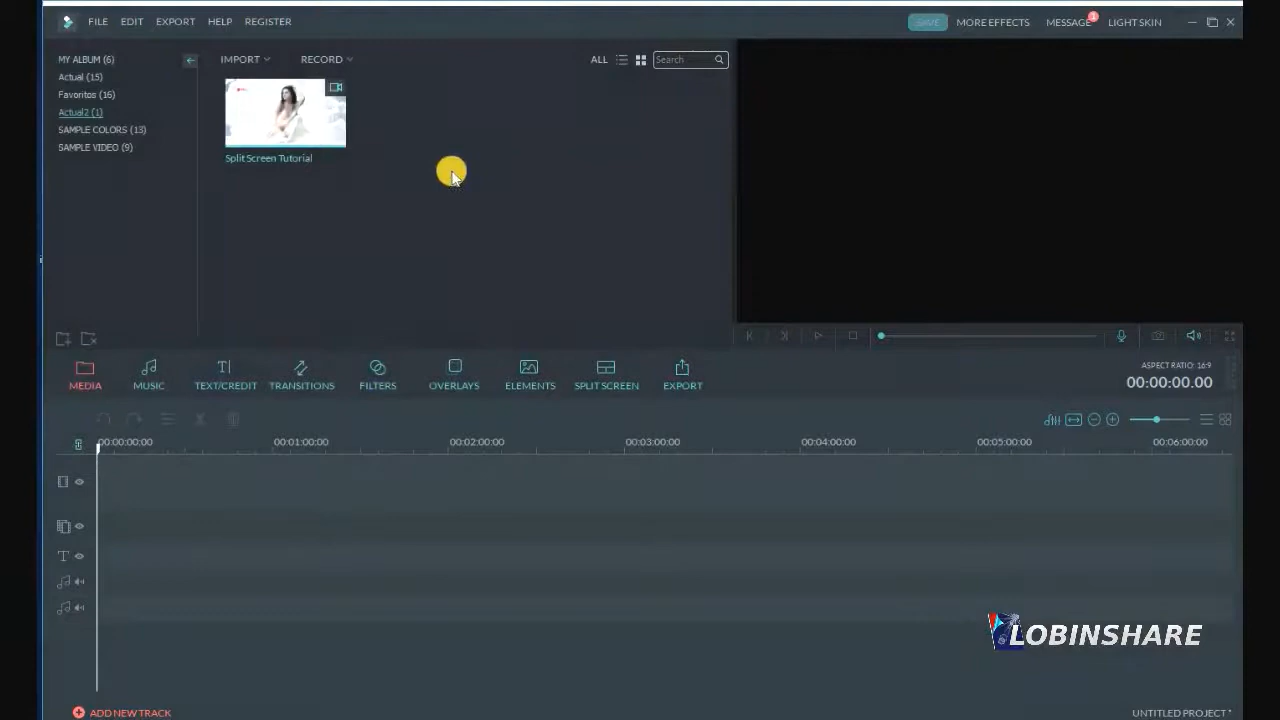 FILE EDIT EXPORT HELP REGISTER SAVE MORE EFFECTS MESSAGE 1 LIGHT SKIN
MY ALBUM (6)
Actual (15)
Favoritos (16)
Actual2 (1)
SAMPLE COLORS (13)
SAMPLE VIDEO (9)
IMPORT RECORD ALL Search
Split Screen Tutorial
MEDIA MUSIC TEXT/CREDIT TRANSITIONS FILTERS OVERLAYS ELEMENTS SPLIT SCREEN EXPORT
ASPECT RATIO: 16:9
00:00:00.00
00:00:00:00 00:01:00:00 00:02:00:00 00:03:00:00 00:04:00:00 00:05:00:00 00:06:00:00
LOBINSHARE
ADD NEW TRACK
UNTITLED PROJECT *